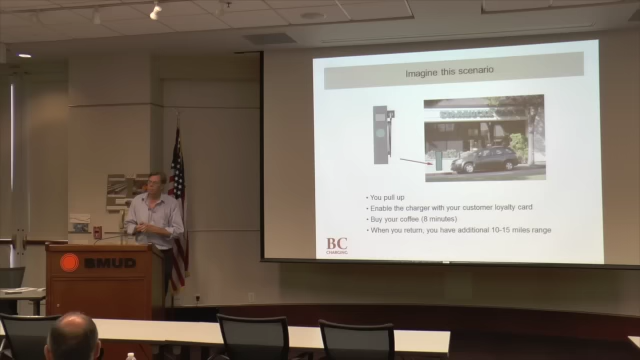 Imagine this scenario
• You pull up
• Enable the charger with your customer loyalty card
• Buy your coffee (8 minutes)
• When you return, you have additional 10-15 miles range
BC
BMUD